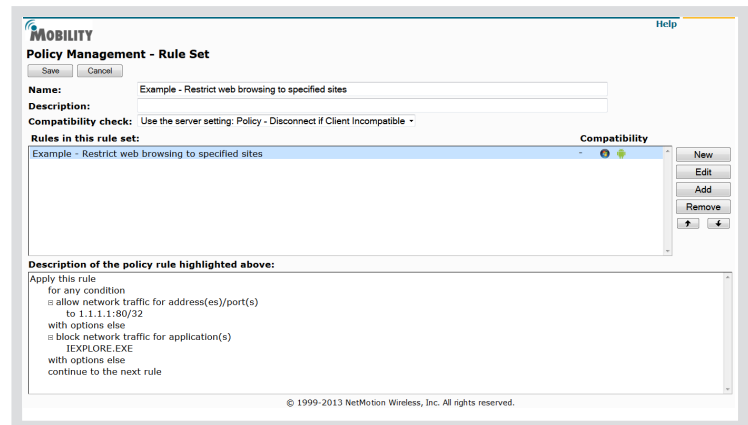 Help
MOBILITY
Policy Management - Rule Set
Save Cancel
Name: Example - Restrict web browsing to specified sites
Description:
Compatibility check: Use the server setting: Policy - Disconnect if Client Incompatible
Rules in this rule set: Compatibility
Example - Restrict web browsing to specified sites -
New
Edit
Add
Remove
Description of the policy rule highlighted above:
Apply this rule
for any condition
allow network traffic for address(es)/port(s)
to 1.1.1.1:80/32
with options else
block network traffic for application(s)
IEXPLORE.EXE
with options else
continue to the next rule
© 1999-2013 NetMotion Wireless, Inc. All rights reserved.